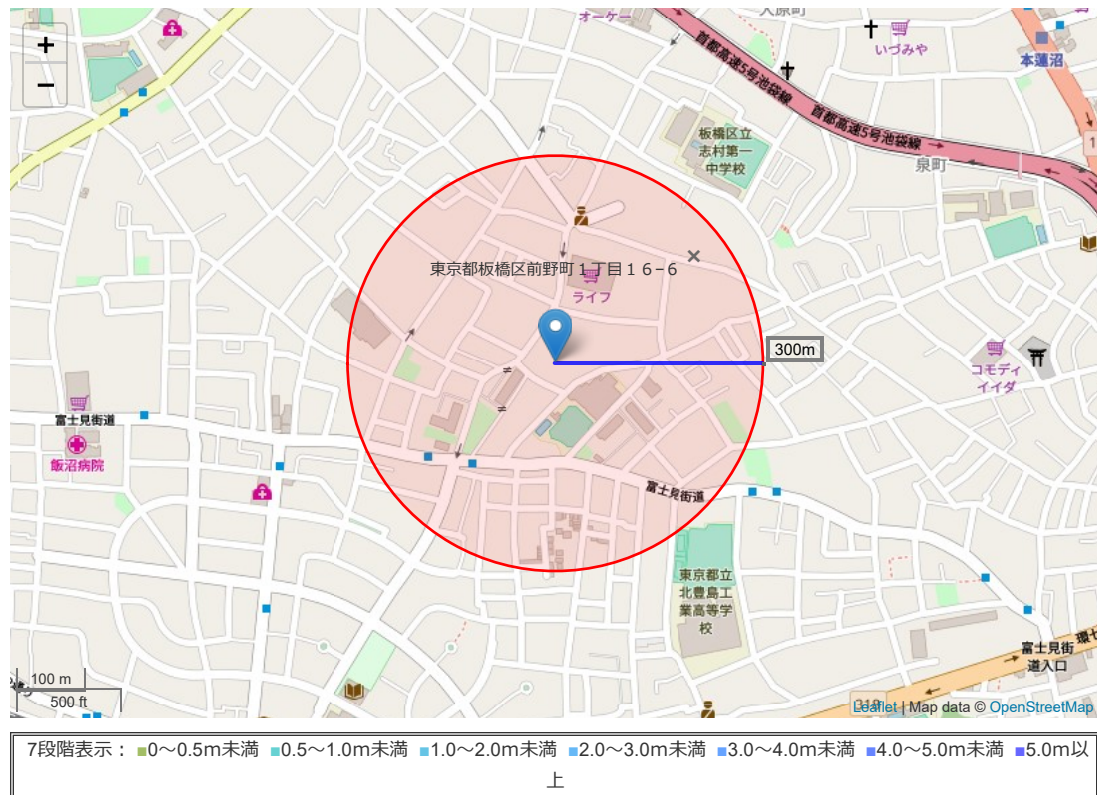 +
−
オーケー
大原町
首都高速5号池袋線
首都高速5号池袋線
いづみや
本蓮沼
板橋区立
志村第一
中学校
泉町
東京都板橋区前野町１丁目１６−６
ライフ
300m
コモディ
イイダ
富士見街道
飯沼病院
富士見街道
東京都立
北豊島工
業高等学
校
富士見街
道入口
環七
318
100 m
500 ft
Leaflet | Map data © OpenStreetMap
7段階表示： ■0～0.5m未満 ■0.5～1.0m未満 ■1.0～2.0m未満 ■2.0～3.0m未満 ■3.0～4.0m未満 ■4.0～5.0m未満 ■5.0m以
上